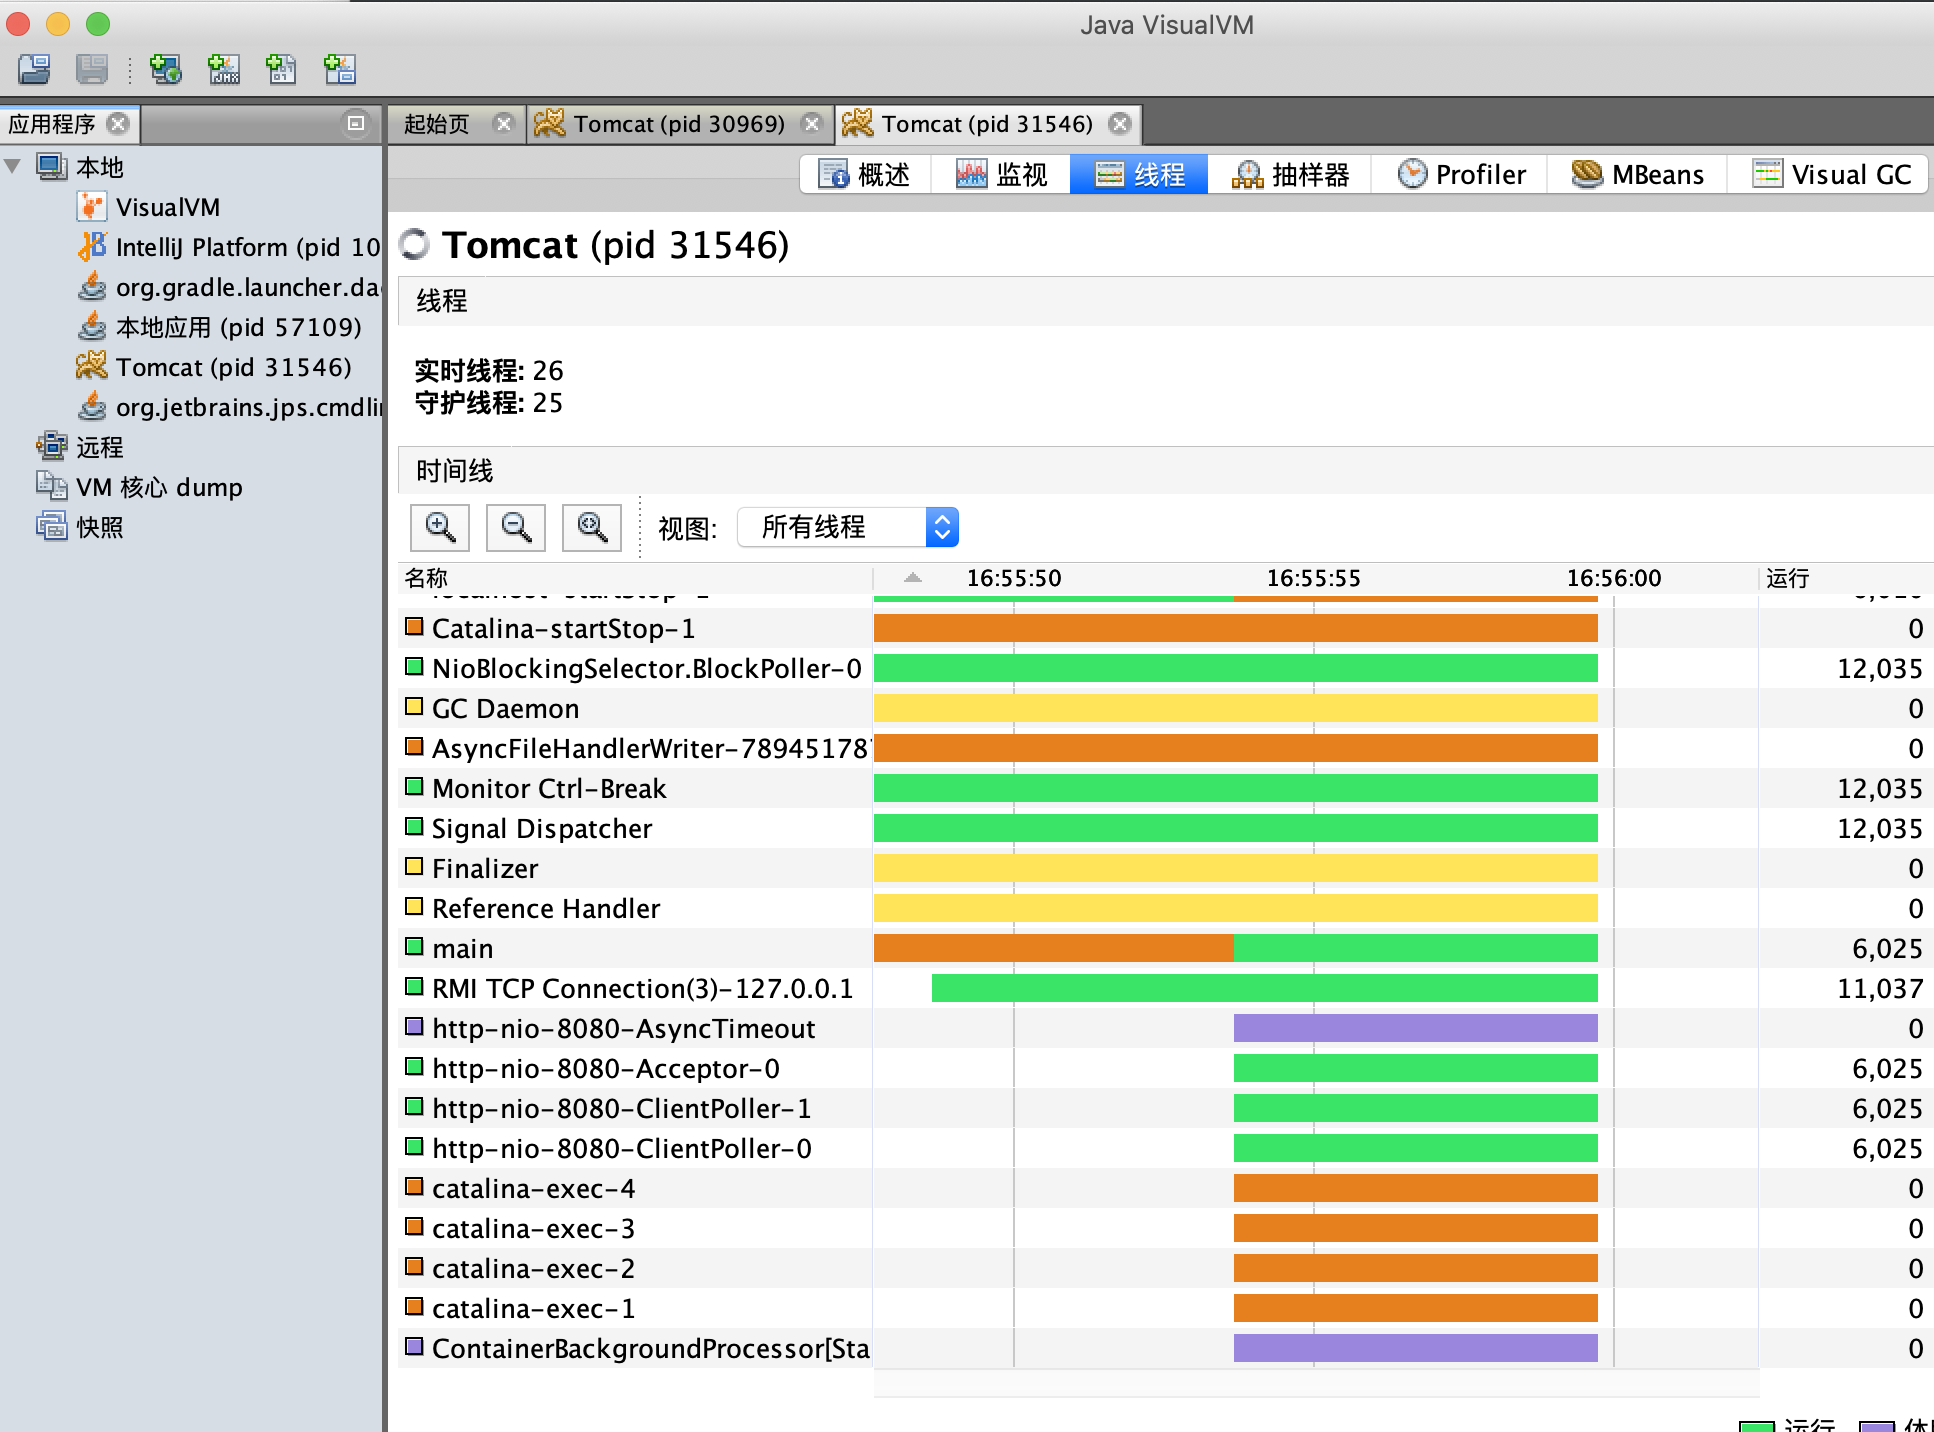 Java VisualVM
应用程序
起始页
Tomcat (pid 30969)
Tomcat (pid 31546)
本地
VisualVM
IntelliJ Platform (pid 10
org.gradle.launcher.da
本地应用 (pid 57109)
Tomcat (pid 31546)
org.jetbrains.jps.cmdli
远程
VM 核心 dump
快照
概述
监视
线程
抽样器
Profiler
MBeans
Visual GC
Tomcat (pid 31546)
线程
实时线程: 26
守护线程: 25
时间线
视图: 所有线程
名称 16:55:50 16:55:55 16:56:00 运行
Catalina-startStop-1 0
NioBlockingSelector.BlockPoller-0 12,035
GC Daemon 0
AsyncFileHandlerWriter-789451787 0
Monitor Ctrl-Break 12,035
Signal Dispatcher 12,035
Finalizer 0
Reference Handler 0
main 6,025
RMI TCP Connection(3)-127.0.0.1 11,037
http-nio-8080-AsyncTimeout 0
http-nio-8080-Acceptor-0 6,025
http-nio-8080-ClientPoller-1 6,025
http-nio-8080-ClientPoller-0 6,025
catalina-exec-4 0
catalina-exec-3 0
catalina-exec-2 0
catalina-exec-1 0
ContainerBackgroundProcessor[Sta 0
运行